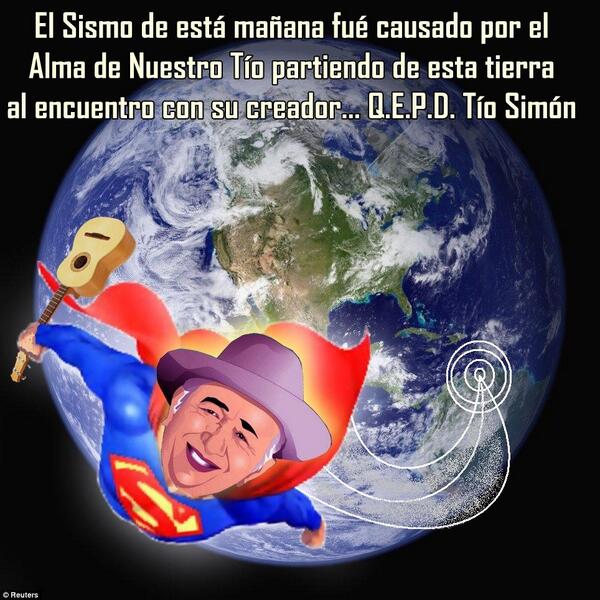 El Sismo de está mañana fué causado por el
Alma de Nuestro Tío partiendo de esta tierra
al encuentro con su creador... Q.E.P.D. Tío Simón
S
© Reuters